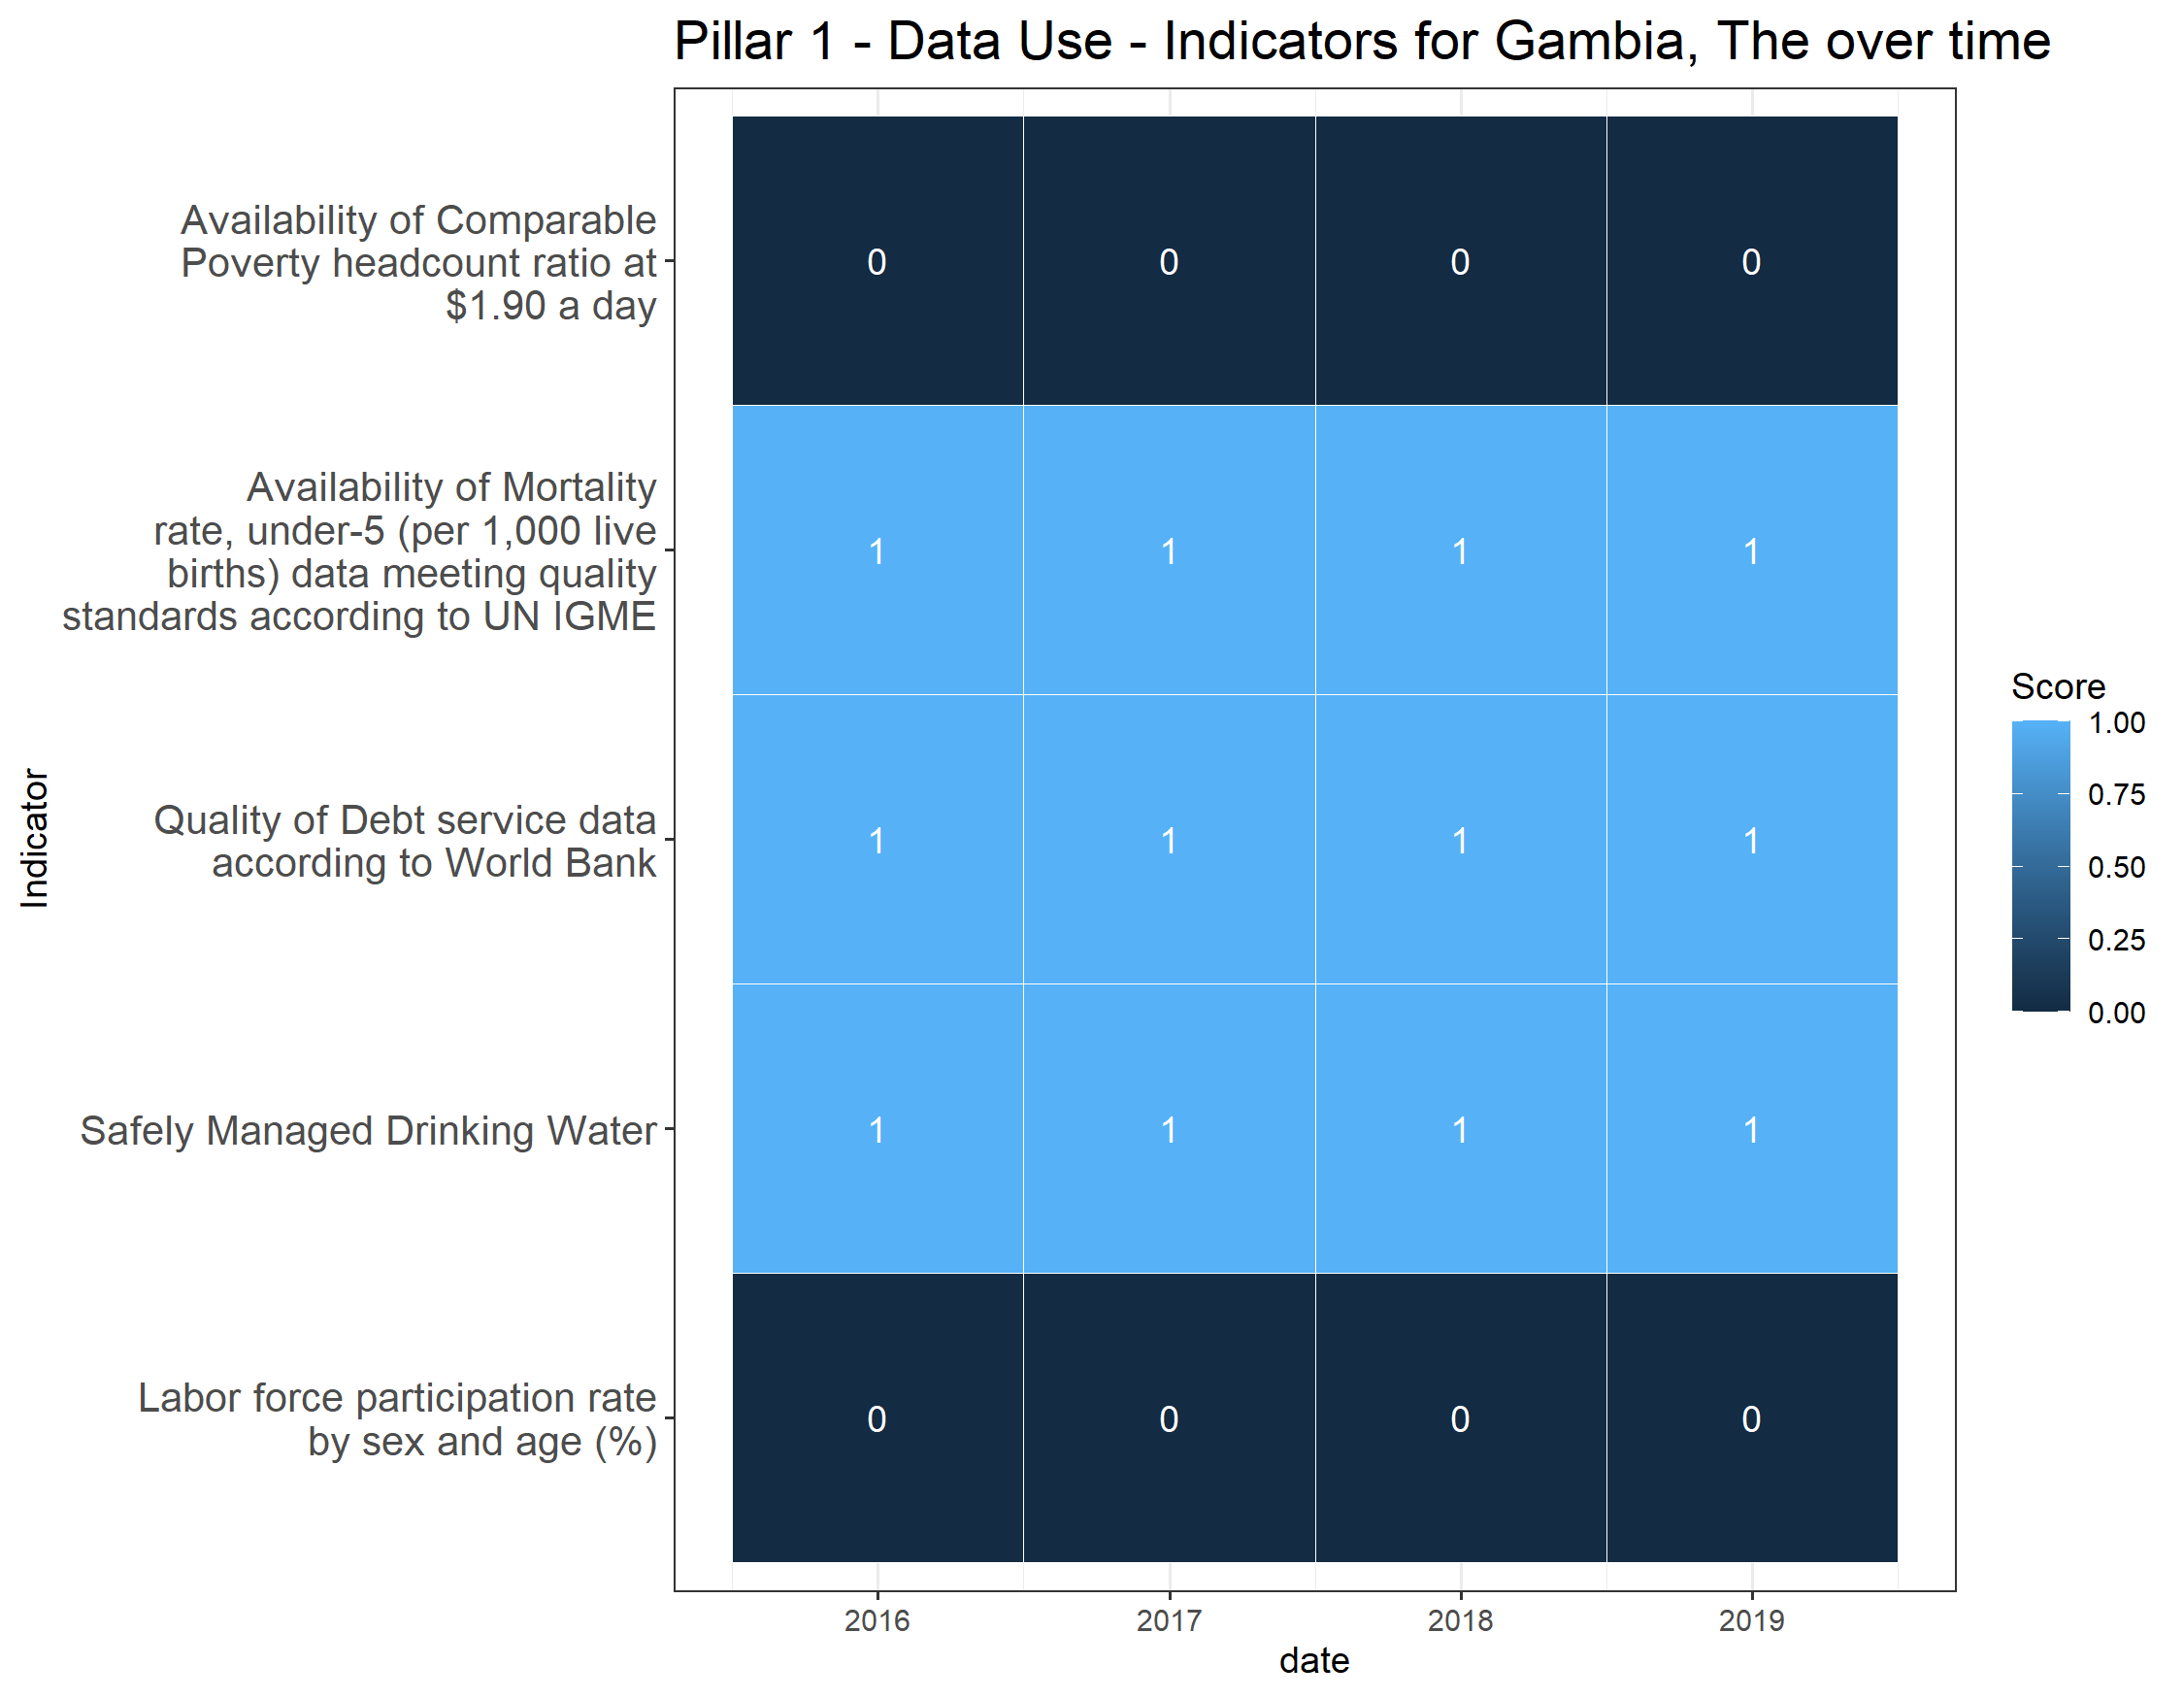 Pillar 1 - Data Use - Indicators for Gambia, The over time
Indicator
Availability of Comparable
Poverty headcount ratio at
$1.90 a day
0 0 0 0
Availability of Mortality
rate, under-5 (per 1,000 live
births) data meeting quality
standards according to UN IGME
1 1 1 1
Quality of Debt service data
according to World Bank
1 1 1 1
Safely Managed Drinking Water
1 1 1 1
Labor force participation rate
by sex and age (%)
0 0 0 0
2016 2017 2018 2019
date
Score
1.00
0.75
0.50
0.25
0.00